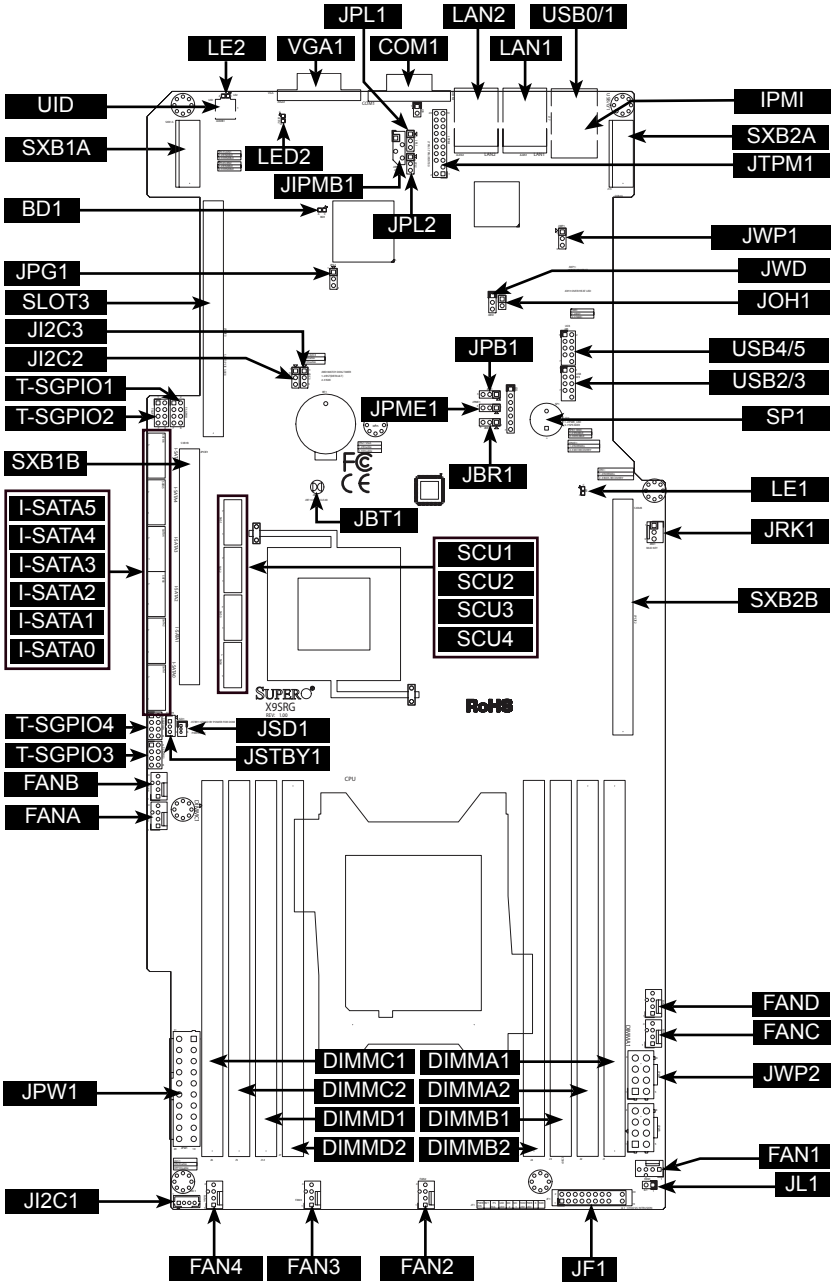 JPL1
LAN2
USB0/1
LE2
VGA1
COM1
LAN1
UID
IPMI
SXB1A
LED2
SXB2A
JIPMB1
JTPM1
BD1
JPL2
JWP1
JPG1
JWD
SLOT3
JOH1
JI2C3
JPB1
USB4/5
JI2C2
USB2/3
T-SGPIO1
JPME1
T-SGPIO2
SP1
SXB1B
JBR1
LE1
I-SATA5
JBT1
JRK1
I-SATA4
SCU1
I-SATA3
SCU2
I-SATA2
SCU3
SXB2B
I-SATA1
SCU4
I-SATA0
SUPERO
X9SRG
REV. 1.00
RoHS
T-SGPIO4
JSD1
T-SGPIO3
JSTBY1
FANB
CPU
FANA
FAND
FANC
DIMMC1
DIMMA1
JWP2
DIMMC2
DIMMA2
JPW1
DIMMD1
DIMMB1
DIMMD2
DIMMB2
FAN1
JL1
JI2C1
FAN4
FAN3
FAN2
JF1